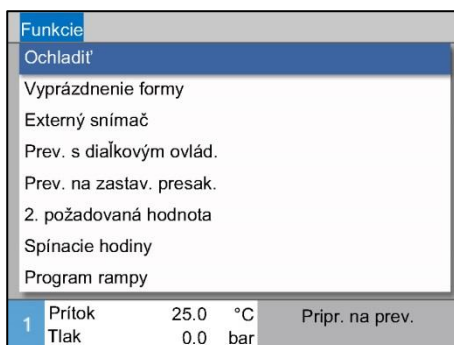 Funkcie
Ochladiť
Vyprázdnenie formy
Externý snímač
Prev. s diaľkovým ovlád.
Prev. na zastav. presak.
2. požadovaná hodnota
Spínacie hodiny
Program rampy
1 Prítok 25.0 °C Pripr. na prev.
Tlak 0.0 bar